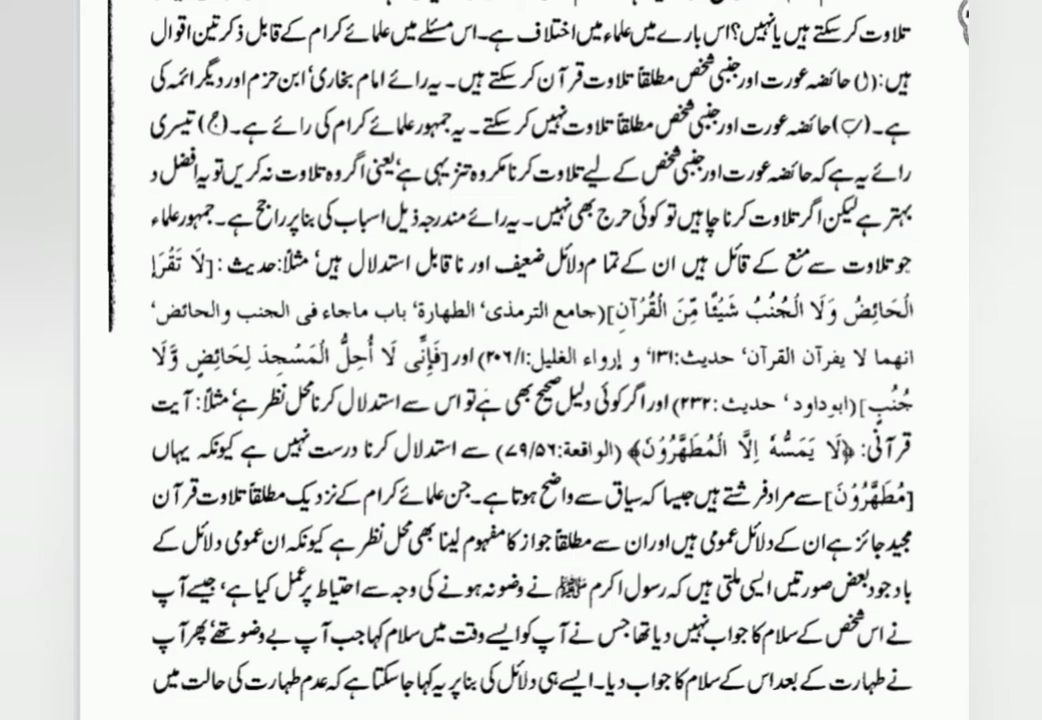 تلاوت کر سکتے ہیں یا نہیں؟ اس بارے میں علماء میں اختلاف ہے۔ اس مسئلے میں علمائے کرام کے قابل ذکر تین اقوال
ہیں: (ا) حائضہ عورت اور جنبی شخص مطلقاً تلاوت قرآن کر سکتے ہیں۔ یہ رائے امام بخاری‘ ابن حزم اور دیگر ائمہ کی
ہے۔ (ب) حائضہ عورت اور جنبی شخص مطلقاً تلاوت نہیں کر سکتے۔ یہ جمہور علمائے کرام کی رائے ہے۔ (ج) تیسری
رائے یہ ہے کہ حائضہ عورت اور جنبی شخص کے لیے تلاوت کرنا مکروہ تنزیہی ہے‘ یعنی اگر وہ تلاوت نہ کریں تو یہ افضل و
بہتر ہے لیکن اگر تلاوت کرنا چاہیں تو کوئی حرج بھی نہیں۔ یہ رائے مندرجہ ذیل اسباب کی بنا پر راجح ہے۔ جمہور علماء
جو تلاوت سے منع کے قائل ہیں ان کے تمام دلائل ضعیف اور ناقابل استدلال ہیں‘ مثلاً: حدیث: [لَا تَقْرَإِ
الْحَائِضُ وَلَا الْجُنُبُ شَيْئًا مِّنَ الْقُرْآنِ] (جامع الترمذی‘ الطهارة‘ باب ماجاء فی الجنب والحائض‘
انهما لا يفرآن القرآن‘ حدیث:۱۳۱‘ و إرواء الغلیل:۲۰۶/۱) اور [فَإِنِّى لَا أُحِلُّ الْمَسْجِدَ لِحَائِضٍ وَّلَا
جُنُبٍ] (ابوداود‘ حدیث:۲۳۲) اور اگر کوئی دلیل صحیح بھی ہے تو اس سے استدلال کرنا محل نظر ہے‘ مثلاً: آیت
قرآنی: ﴿لَا يَمَسُّهٗ اِلَّا الْمُطَهَّرُوْنَ﴾ (الواقعة:۷۹/۵۶) سے استدلال کرنا درست نہیں ہے کیونکہ یہاں
[مُطَهَّرُوْنَ] سے مراد فرشتے ہیں جیسا کہ سیاق سے واضح ہوتا ہے۔ جن علمائے کرام کے نزدیک مطلقاً تلاوت قرآن
مجید جائز ہے ان کے دلائل عمومی ہیں اور ان سے مطلقاً جواز کا مفہوم لینا بھی محل نظر ہے کیونکہ ان عمومی دلائل کے
باوجود بعض صورتیں ایسی ملتی ہیں کہ رسول اکرم ﷺ نے وضو نہ ہونے کی وجہ سے احتیاط پر عمل کیا ہے‘ جیسے آپ
نے اس شخص کے سلام کا جواب نہیں دیا تھا جس نے آپ کو ایسے وقت میں سلام کہا جب آپ بے وضو تھے‘ پھر آپ
نے طہارت کے بعد اس کے سلام کا جواب دیا۔ ایسے ہی دلائل کی بنا پر یہ کہا جا سکتا ہے کہ عدم طہارت کی حالت میں